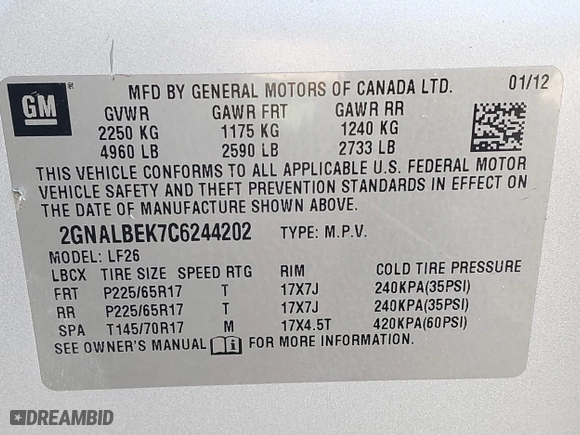 GM ®
MFD BY GENERAL MOTORS OF CANADA LTD. 01/12
GVWR GAWR FRT GAWR RR
2250 KG 1175 KG 1240 KG
4960 LB 2590 LB 2733 LB
THIS VEHICLE CONFORMS TO ALL APPLICABLE U.S. FEDERAL MOTOR
VEHICLE SAFETY AND THEFT PREVENTION STANDARDS IN EFFECT ON
THE DATE OF MANUFACTURE SHOWN ABOVE.
2GNALBEK7C6244202 TYPE: M.P.V.
MODEL: LF26
LBCX TIRE SIZE SPEED RTG RIM COLD TIRE PRESSURE
FRT P225/65R17 T 17X7J 240KPA(35PSI)
RR P225/65R17 T 17X7J 240KPA(35PSI)
SPA T145/70R17 M 17X4.5T 420KPA(60PSI)
SEE OWNER'S MANUAL FOR MORE INFORMATION.
DREAMBID